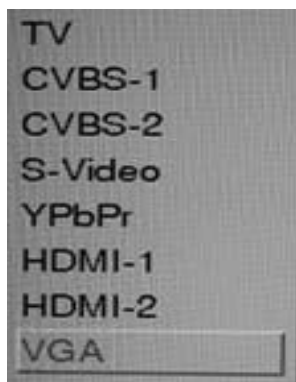 TV
CVBS-1
CVBS-2
S-Video
YPbPr
HDMI-1
HDMI-2
VGA